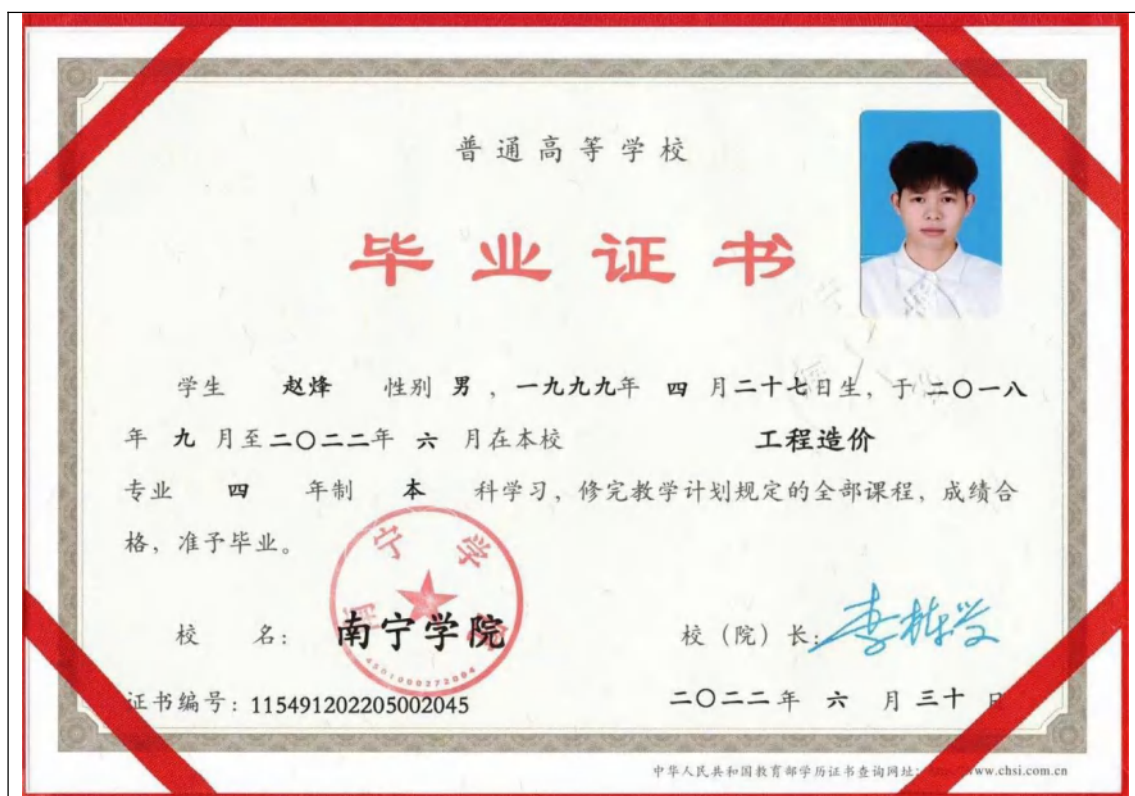 普通高等学校
毕业证书
学生 赵烽 性别 男 ，一九九九年 四 月二十七日生，于 二〇一八
年 九 月至二〇二二年 六 月在本校 工程造价
专业 四 年制 本 科学习，修完教学计划规定的全部课程，成绩合
格，准予毕业。
南宁学院
校 名： 南宁学院 校（院）长：
4501000272094
证书编号：115491202205002045 二〇二二年 六 月 三十 日
中华人民共和国教育部学历证书查询网址：www.chsi.com.cn